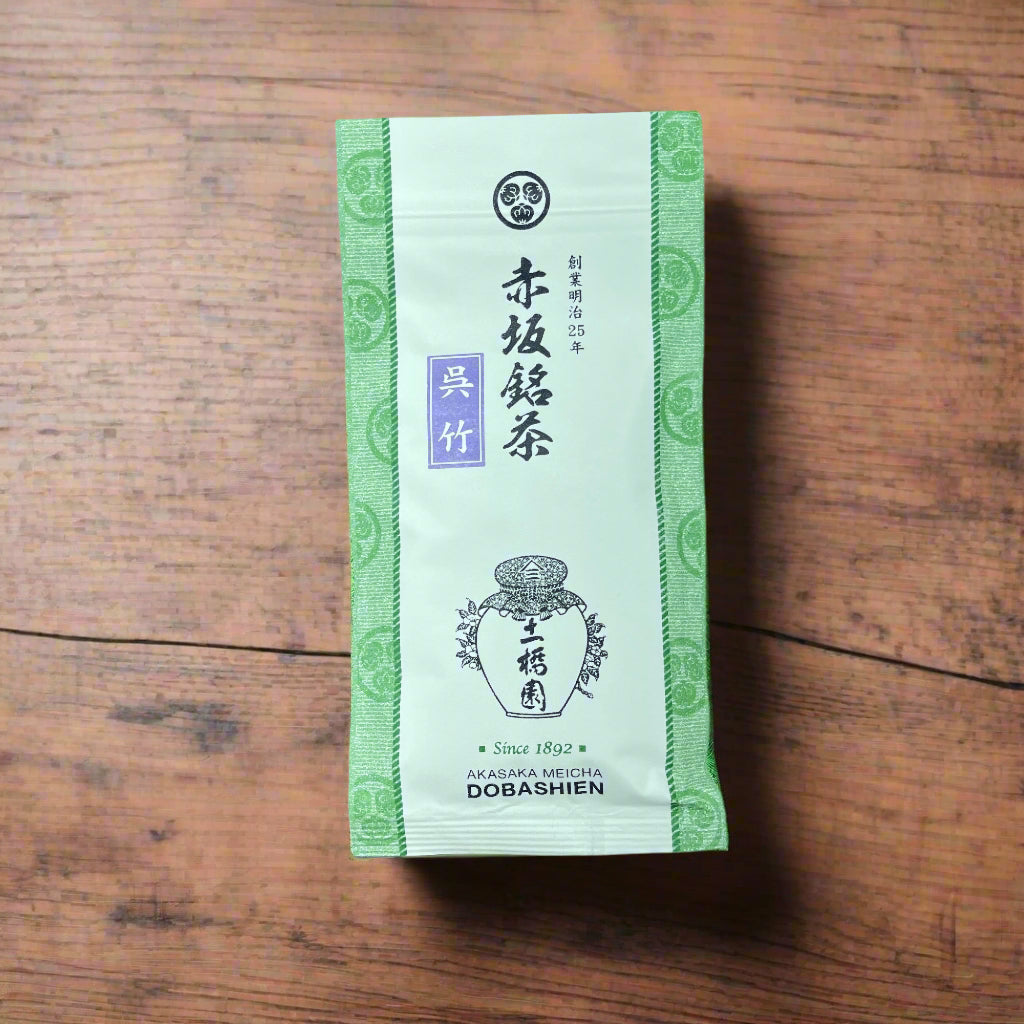 創業明治25年
赤坂銘茶
呉竹
土橋園
Since 1892
AKASAKA MEICHA
DOBASHIEN